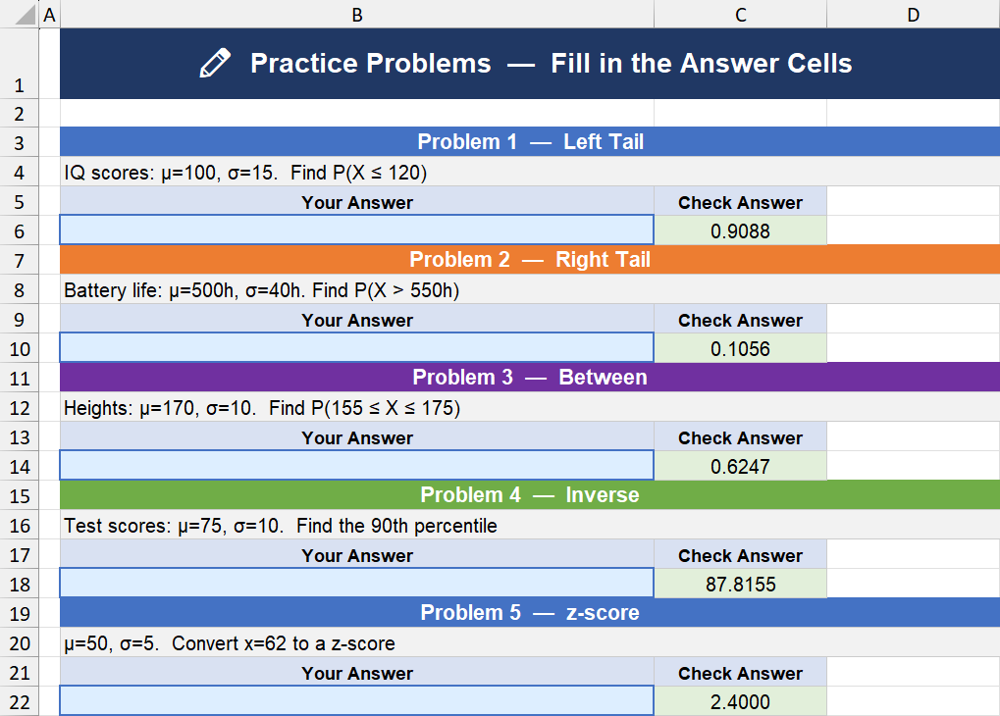 A B C D
1 Practice Problems — Fill in the Answer Cells
2
3 Problem 1 — Left Tail
4 IQ scores: μ=100, σ=15. Find P(X ≤ 120)
5 Your Answer Check Answer
6 0.9088
7 Problem 2 — Right Tail
8 Battery life: μ=500h, σ=40h. Find P(X > 550h)
9 Your Answer Check Answer
10 0.1056
11 Problem 3 — Between
12 Heights: μ=170, σ=10. Find P(155 ≤ X ≤ 175)
13 Your Answer Check Answer
14 0.6247
15 Problem 4 — Inverse
16 Test scores: μ=75, σ=10. Find the 90th percentile
17 Your Answer Check Answer
18 87.8155
19 Problem 5 — z-score
20 μ=50, σ=5. Convert x=62 to a z-score
21 Your Answer Check Answer
22 2.4000